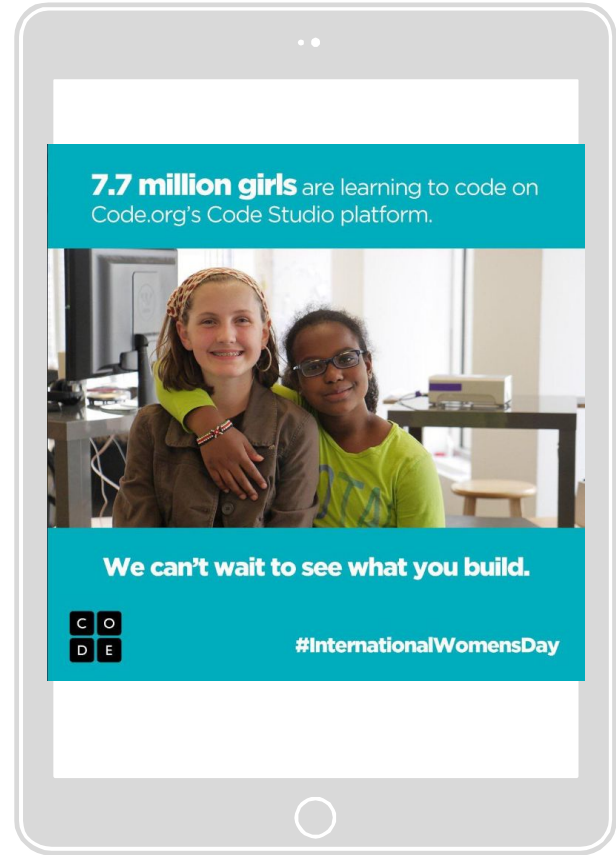 7.7 million girls are learning to code on
Code.org's Code Studio platform.
We can't wait to see what you build.
C O
D E
#InternationalWomensDay